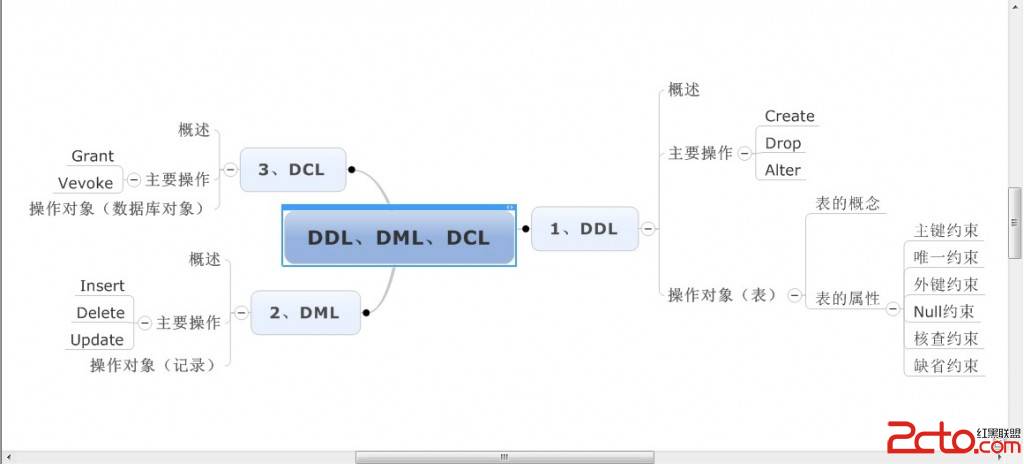 DDL、DML、DCL
1、DDL
概述
主要操作
Create
Drop
Alter
操作对象（表）
表的概念
表的属性
主键约束
唯一约束
外键约束
Null约束
核查约束
缺省约束
2、DML
概述
主要操作
Insert
Delete
Update
操作对象（记录）
3、DCL
概述
主要操作
Grant
Vevoke
操作对象（数据库对象）
红黑联盟
2cto.com